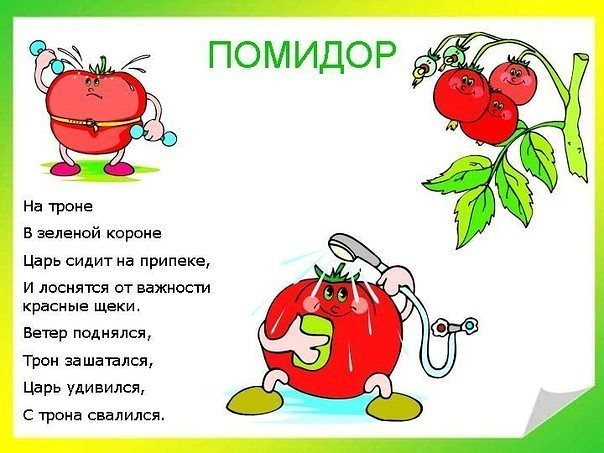 ПОМИДОР
На троне
В зеленой короне
Царь сидит на припеке,
И лоснятся от важности
красные щеки.
Ветер поднялся,
Трон зашатался,
Царь удивился,
С трона свалился.